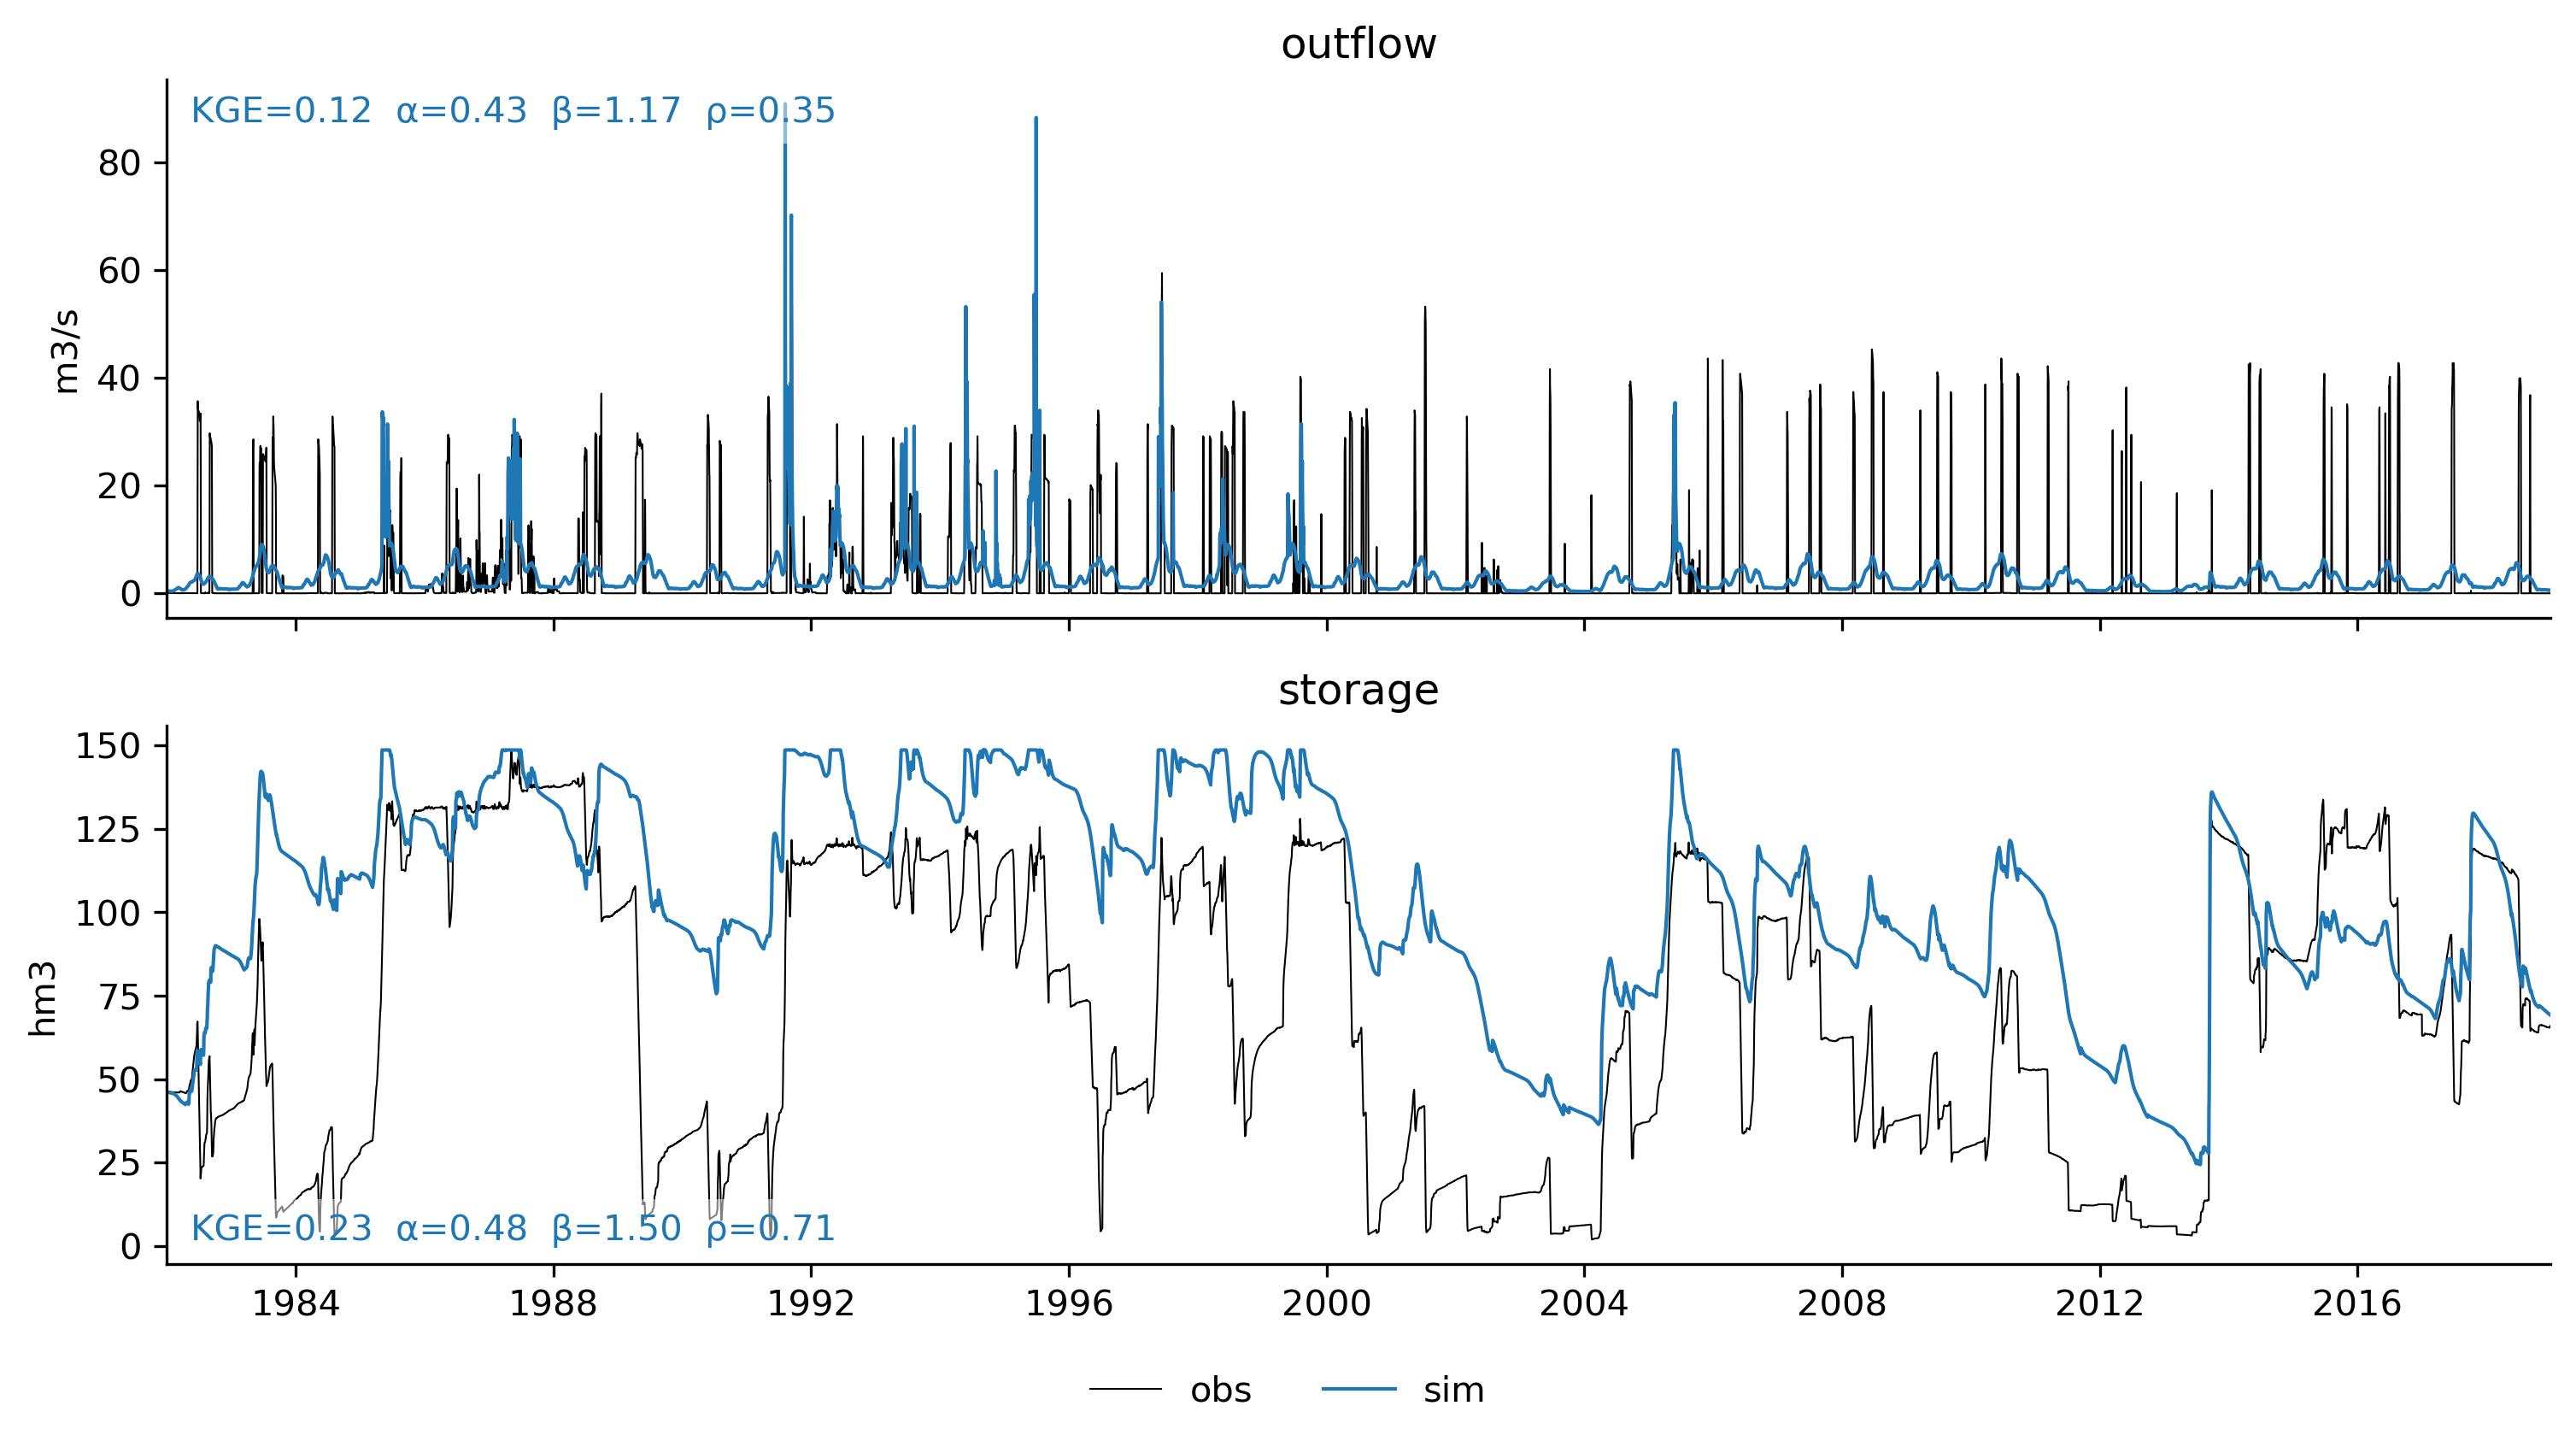 outflow
KGE=0.12 α=0.43 β=1.17 ρ=0.35
80
60
40
20
0
m3/s
storage
150
125
100
75
50
25
0
hm3
KGE=0.23 α=0.48 β=1.50 ρ=0.71
1984 1988 1992 1996 2000 2004 2008 2012 2016
obs sim